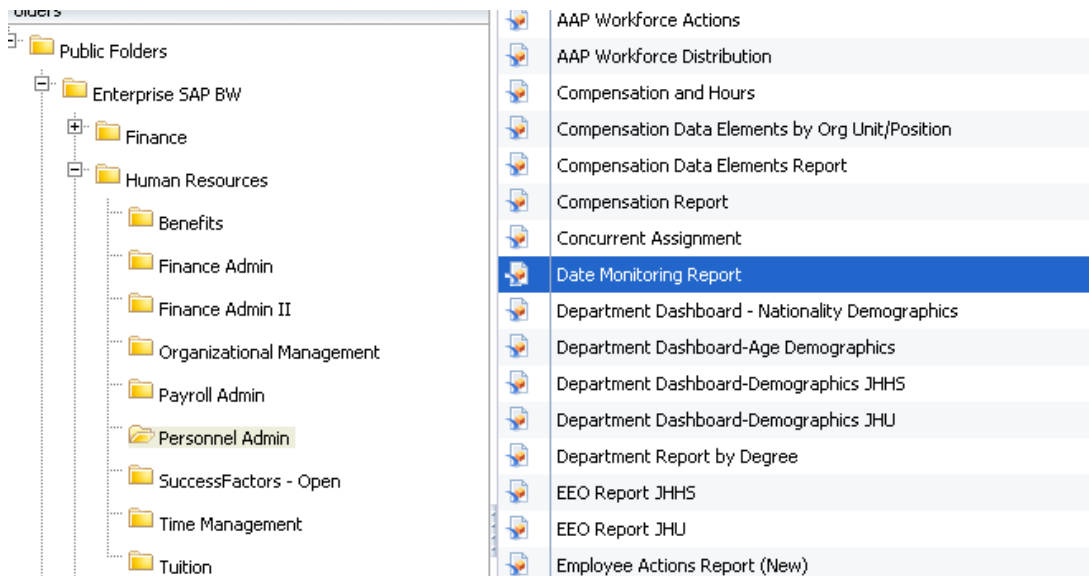 Folders
Public Folders
Enterprise SAP BW
Finance
Human Resources
Benefits
Finance Admin
Finance Admin II
Organizational Management
Payroll Admin
Personnel Admin
SuccessFactors - Open
Time Management
Tuition
AAP Workforce Actions
AAP Workforce Distribution
Compensation and Hours
Compensation Data Elements by Org Unit/Position
Compensation Data Elements Report
Compensation Report
Concurrent Assignment
Date Monitoring Report
Department Dashboard - Nationality Demographics
Department Dashboard-Age Demographics
Department Dashboard-Demographics JHHS
Department Dashboard-Demographics JHU
Department Report by Degree
EEO Report JHHS
EEO Report JHU
Employee Actions Report (New)